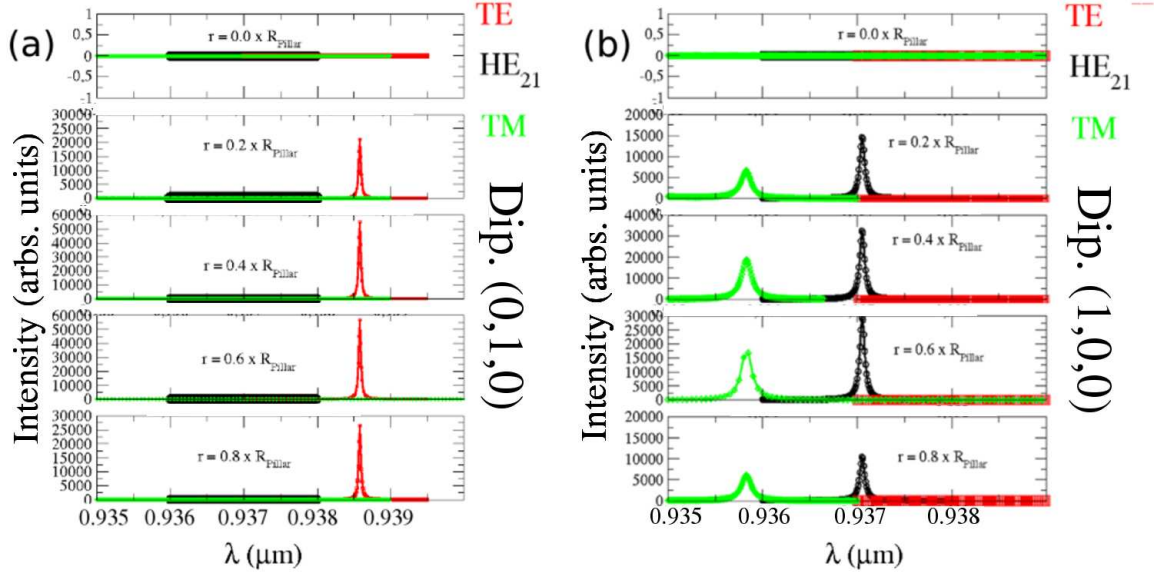 (a)
TE
HE21
TM
Dip. (0,1,0)
Intensity (arbs. units)
1
0,5
0
-0,5
-1
r = 0.0 x RPillar
30000
25000
20000
15000
10000
5000
0
r = 0.2 x RPillar
60000
50000
40000
30000
20000
10000
0
r = 0.4 x RPillar
60000
50000
40000
30000
20000
10000
0
r = 0.6 x RPillar
30000
25000
20000
15000
10000
5000
0
r = 0.8 x RPillar
0.935 0.936 0.937 0.938 0.939
λ (μm)
(b)
TE
HE21
TM
Dip. (1,0,0)
Intensity (arbs. units)
1
0,5
0
-0,5
-1
r = 0.0 x RPillar
20000
15000
10000
5000
0
r = 0.2 x RPillar
40000
30000
20000
10000
0
r = 0.4 x RPillar
30000
25000
20000
15000
10000
5000
0
r = 0.6 x RPillar
20000
15000
10000
5000
0
r = 0.8 x RPillar
0.935 0.936 0.937 0.938
λ (μm)